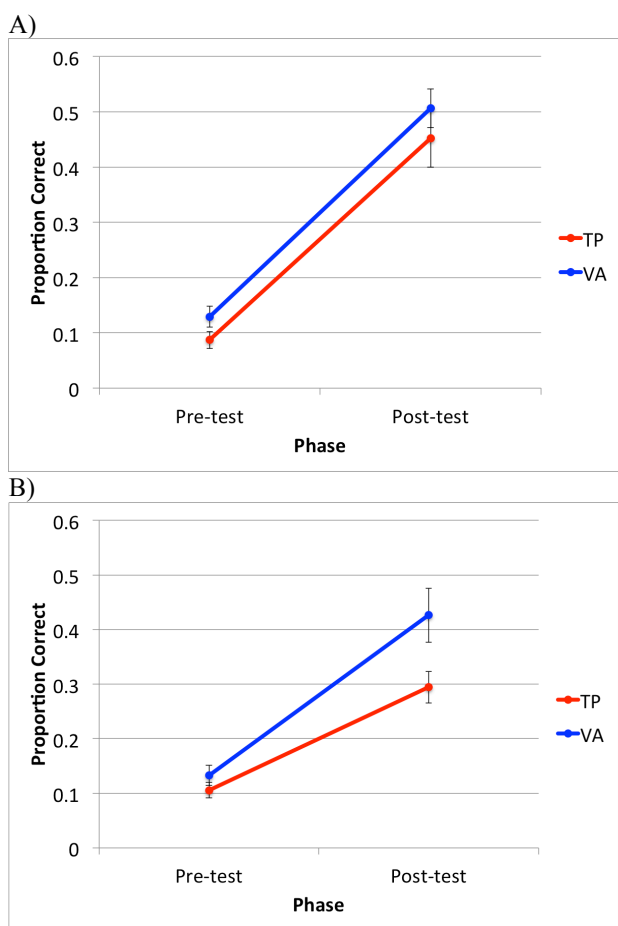 A)
0.6
0.5
0.4
0.3
0.2
0.1
0
Proportion Correct
Pre-test
Post-test
Phase
TP
VA
B)
0.6
0.5
0.4
0.3
0.2
0.1
0
Proportion Correct
Pre-test
Post-test
Phase
TP
VA